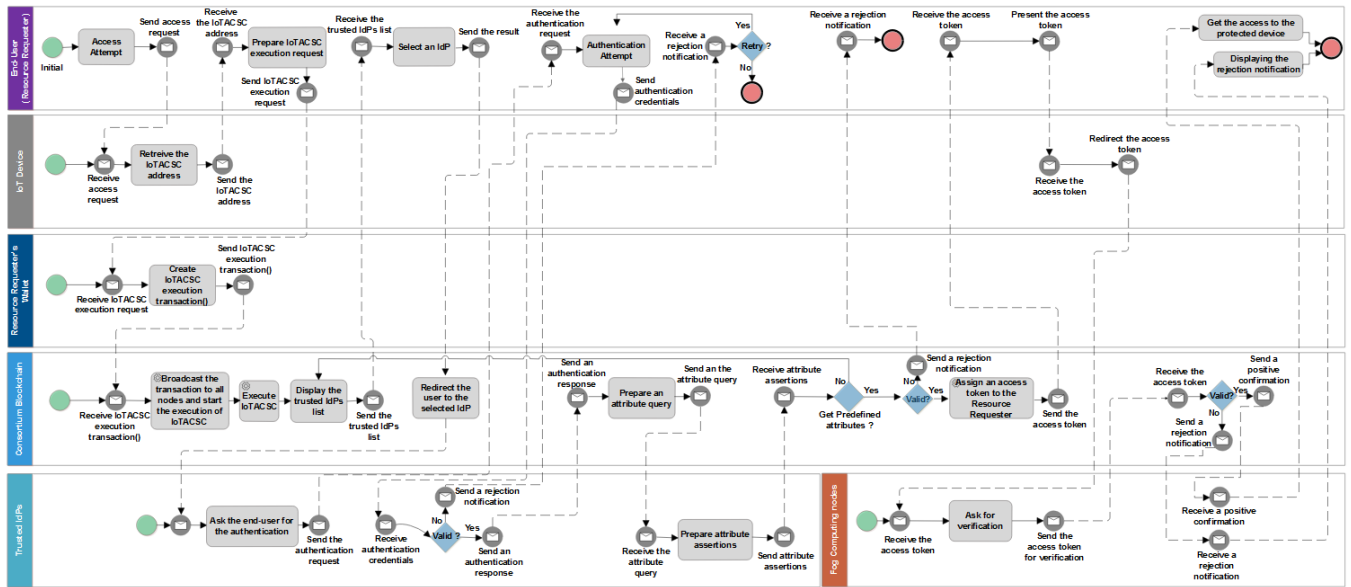 End-User
(Resource Requester)
Initial
Access
Attempt
Send access
request
Receive
the IoTACSC
address
Prepare IoTACSC
execution request
Send IoTACSC
execution
request
Receive the
trusted IdPs list
Select an IdP
Send the result
Receive the
authentication
request
Authentication
Attempt
Send
authentication
credentials
Receive a
rejection
notification
Yes
Retry?
No
Receive a rejection
notification
Receive the access
token
Present the access
token
Get the access to the
protected device
Displaying the
rejection notification
IoT Device
Receive
access
request
Retreive the
IoTACSC
address
Send the
IoTACSC
address
Receive the
access token
Redirect the access
token
Resource Requester's
Wallet
Receive IoTACSC
execution request
Create
IoTACSC
execution
transaction()
Send IoTACSC
execution
transaction()
Consortium Blockchain
Receive IoTACSC
execution
transaction()
Broadcast the
transaction to all
nodes and start
the execution of
IoTACSC
Execute
IoTACSC
Display the
trusted IdPs
list
Send the
trusted IdPs
list
Redirect the
user to the
selected IdP
Send an
authentication
response
Prepare an
attribute query
Send an the
attribute query
Receive attribute
assertions
No
Yes
Get Predefined
attributes ?
Send a rejection
notification
No
Yes
Valid?
Assign an access
token to the
Resource
Requester
Send the
access token
Receive the
access token
Valid?
Yes
No
Send a
positive
confirmation
Send a
rejection
notification
Trusted IdPs
Ask the end-user for
the authentication
Send the
authentication
request
Receive
authentication
credentials
Send a rejection
notification
No
Valid ?
Yes
Send an
authentication
response
Receive the
attribute
query
Prepare attribute
assertions
Send attribute
assertions
Fog Computing nodes
Receive the
access token
Ask for
verification
Send the
access token
for verification
Receive a positive
confirmation
Receive a
rejection
notification